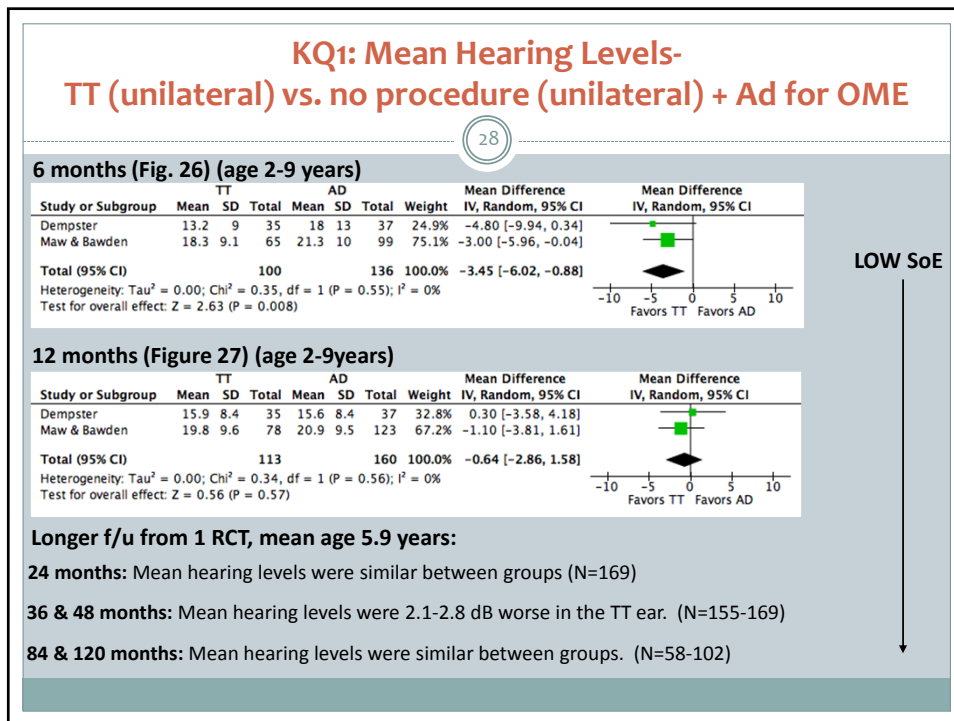 KQ1: Mean Hearing Levels-
TT (unilateral) vs. no procedure (unilateral) + Ad for OME
28
6 months (Fig. 26) (age 2-9 years)
TT AD Mean Difference Mean Difference
Study or Subgroup Mean SD Total Mean SD Total Weight IV, Random, 95% CI IV, Random, 95% CI
Dempster 13.2 9 35 18 13 37 24.9% -4.80 [-9.94, 0.34]
Maw & Bawden 18.3 9.1 65 21.3 10 99 75.1% -3.00 [-5.96, -0.04]
Total (95% CI) 100 136 100.0% -3.45 [-6.02, -0.88]
Heterogeneity: Tau² = 0.00; Chi² = 0.35, df = 1 (P = 0.55); I² = 0%
Test for overall effect: Z = 2.63 (P = 0.008)
-10 -5 0 5 10
Favors TT Favors AD
LOW SoE
12 months (Figure 27) (age 2-9years)
TT AD Mean Difference Mean Difference
Study or Subgroup Mean SD Total Mean SD Total Weight IV, Random, 95% CI IV, Random, 95% CI
Dempster 15.9 8.4 35 15.6 8.4 37 32.8% 0.30 [-3.58, 4.18]
Maw & Bawden 19.8 9.6 78 20.9 9.5 123 67.2% -1.10 [-3.81, 1.61]
Total (95% CI) 113 160 100.0% -0.64 [-2.86, 1.58]
Heterogeneity: Tau² = 0.00; Chi² = 0.34, df = 1 (P = 0.56); I² = 0%
Test for overall effect: Z = 0.56 (P = 0.57)
-10 -5 0 5 10
Favors TT Favors AD
Longer f/u from 1 RCT, mean age 5.9 years:
24 months: Mean hearing levels were similar between groups (N=169)
36 & 48 months: Mean hearing levels were 2.1-2.8 dB worse in the TT ear. (N=155-169)
84 & 120 months: Mean hearing levels were similar between groups. (N=58-102)